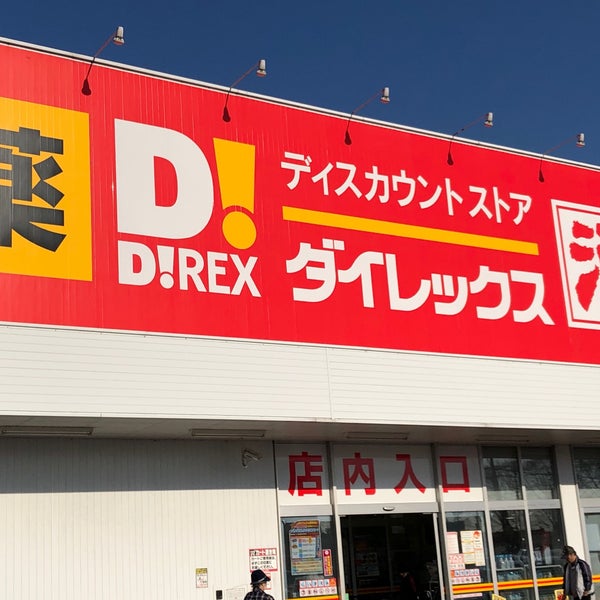 薬
D!
D!REX
ディスカウント ストア
ダイレックス
店内入口